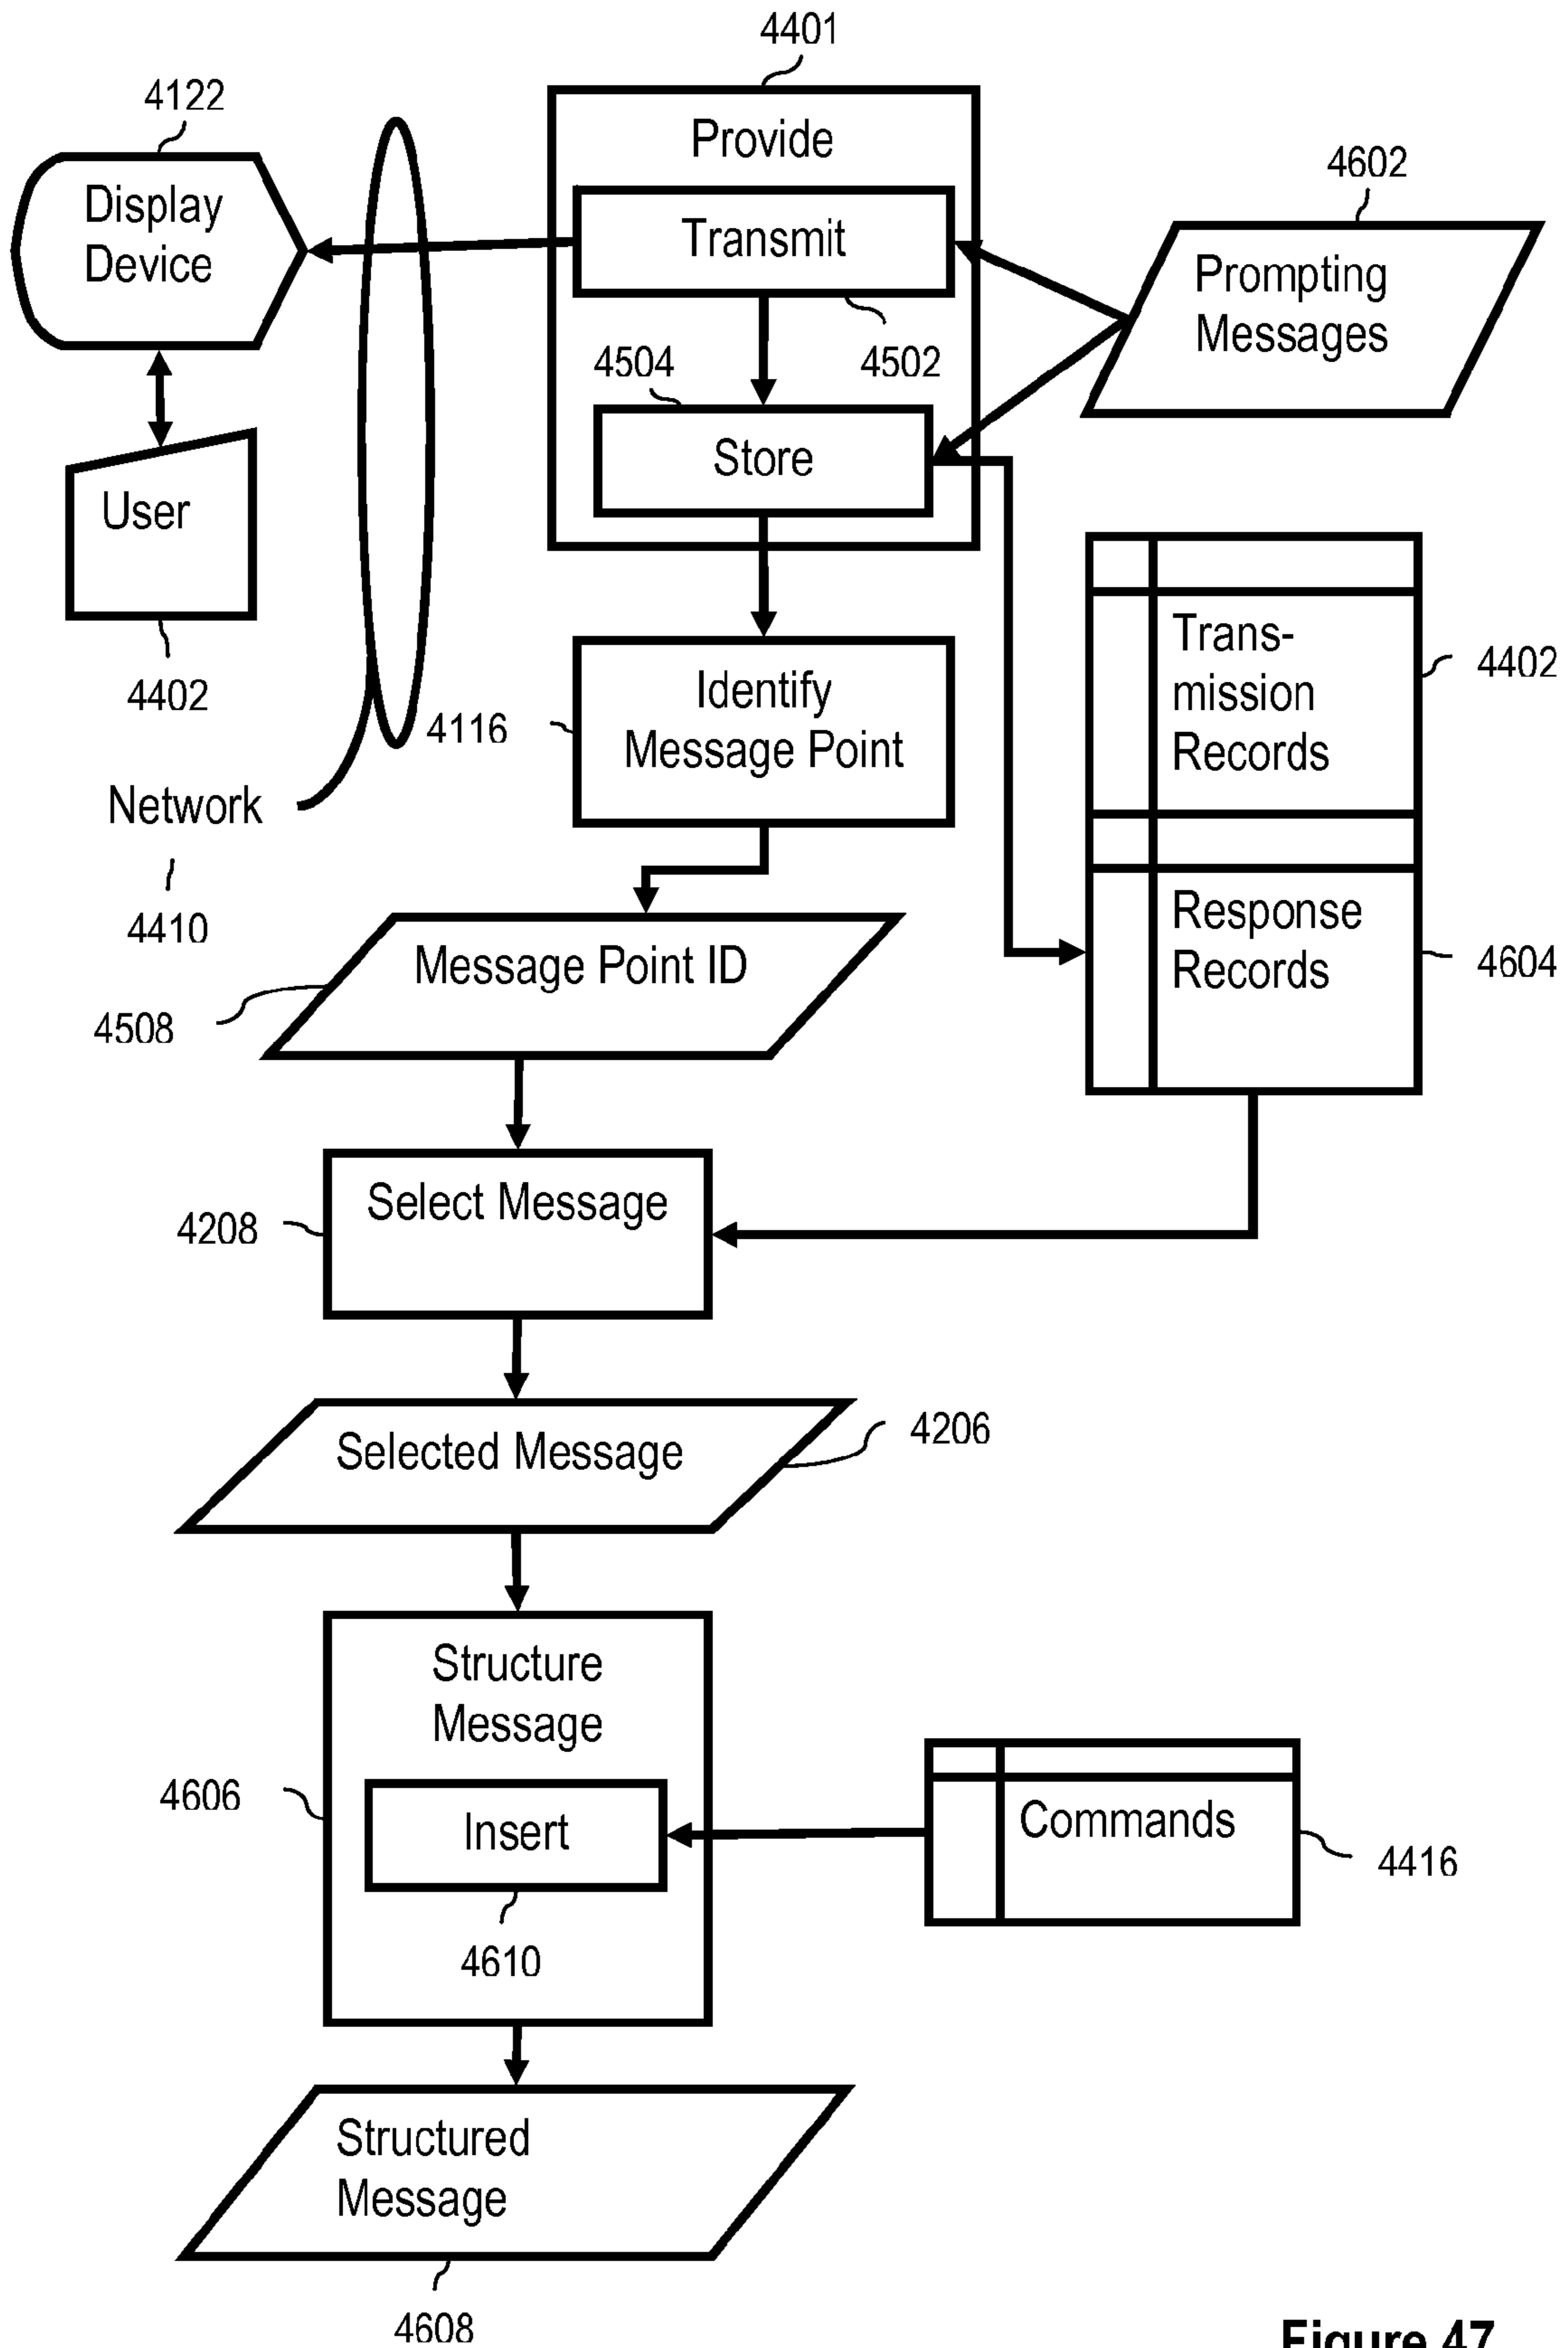 4401
4122
Provide
4602
Display
Device
Transmit
Prompting
Messages
4504
4502
Store
User
Trans-
mission
Records
4402
4402
Identify
Message Point
4116
Network
4410
Response
Records
4604
Message Point ID
4508
Select Message
4208
Selected Message
4206
Structure
Message
4606
Insert
Commands
4416
4610
Structured
Message
4608
Figure 47